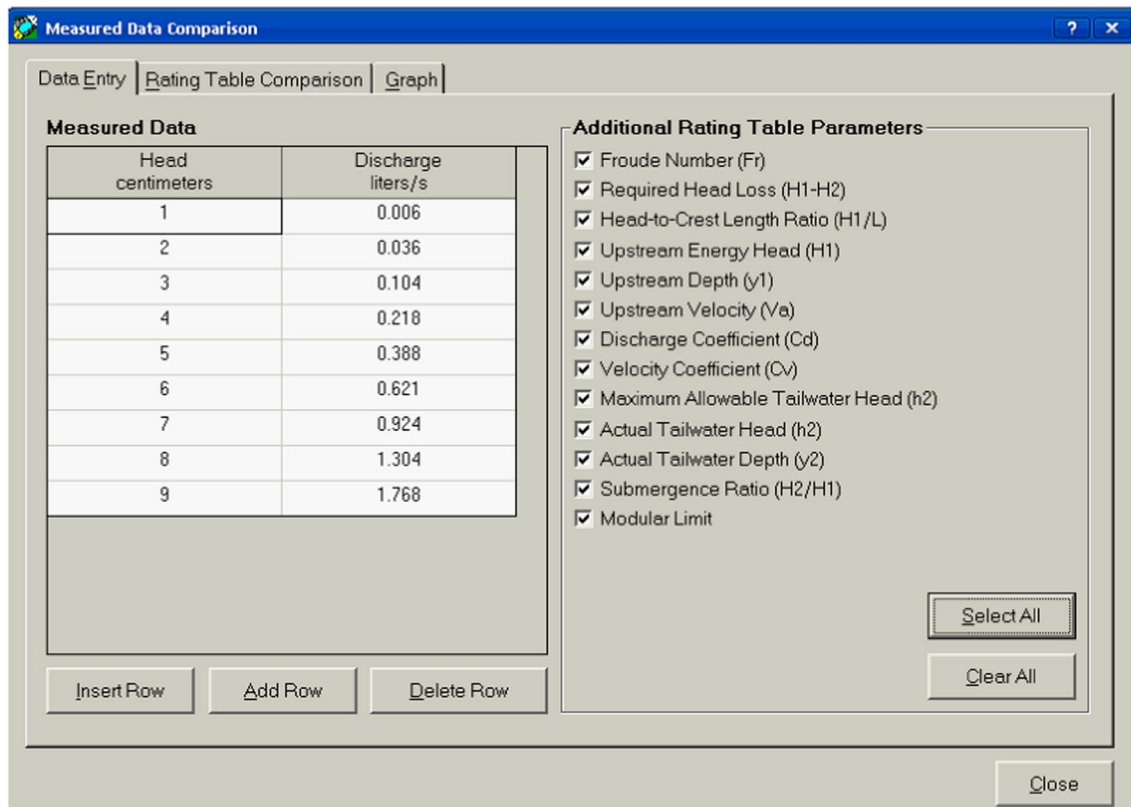 Measured Data Comparison
Data Entry Rating Table Comparison Graph
Measured Data
Head
centimeters
Discharge
liters/s
1 0.006
2 0.036
3 0.104
4 0.218
5 0.388
6 0.621
7 0.924
8 1.304
9 1.768
Insert Row Add Row Delete Row
Additional Rating Table Parameters
Froude Number (Fr)
Required Head Loss (H1-H2)
Head-to-Crest Length Ratio (H1/L)
Upstream Energy Head (H1)
Upstream Depth (y1)
Upstream Velocity (Va)
Discharge Coefficient (Cd)
Velocity Coefficient (Cv)
Maximum Allowable Tailwater Head (h2)
Actual Tailwater Head (h2)
Actual Tailwater Depth (y2)
Submergence Ratio (H2/H1)
Modular Limit
Select All
Clear All
Close